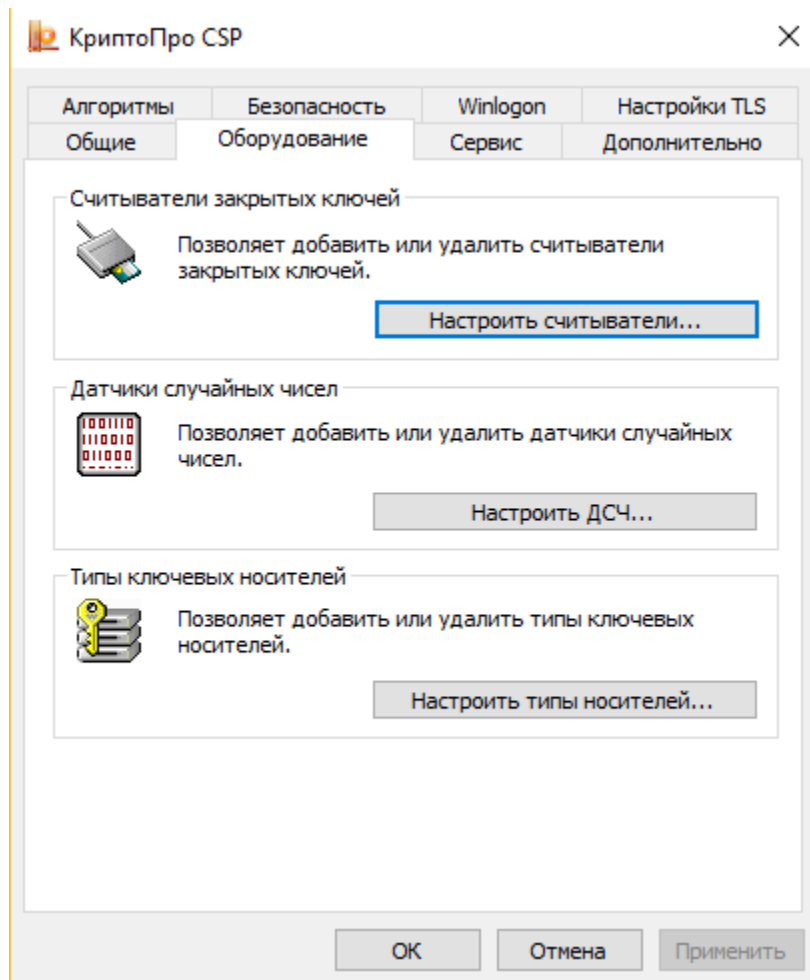 КриптоПро CSP
Алгоритмы Безопасность Winlogon Настройки TLS
Общие Оборудование Сервис Дополнительно
Считыватели закрытых ключей
Позволяет добавить или удалить считыватели
закрытых ключей.
Настроить считыватели...
Датчики случайных чисел
Позволяет добавить или удалить датчики случайных
чисел.
Настроить ДСЧ...
Типы ключевых носителей
Позволяет добавить или удалить типы ключевых
носителей.
Настроить типы носителей...
ОК Отмена Применить